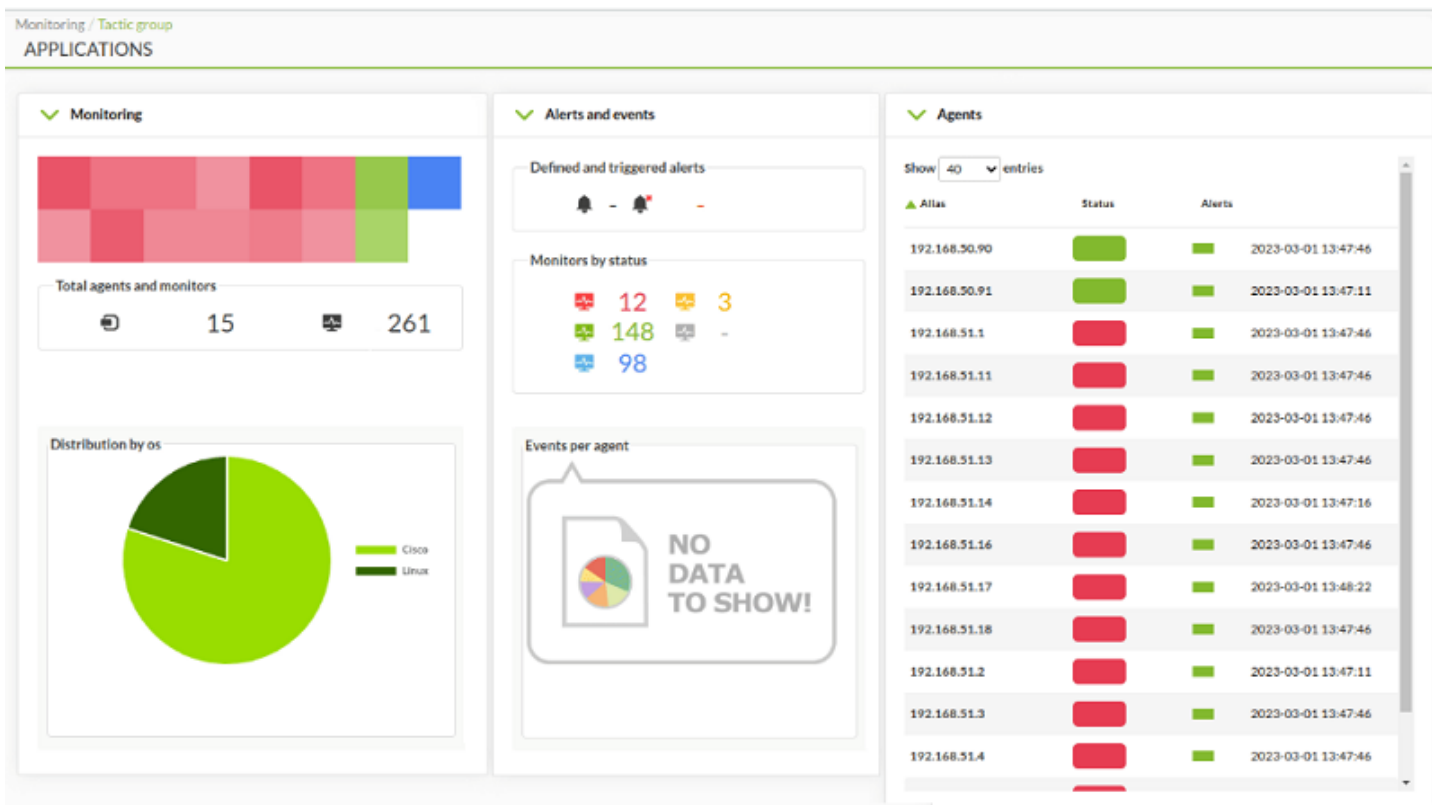 Monitoring / Tactic group
APPLICATIONS
Monitoring
Total agents and monitors
15 261
Distribution by os
Cisco
Linux
Alerts and events
Defined and triggered alerts
- -
Monitors by status
12 3
148 -
98
Events per agent
NO
DATA
TO SHOW!
Agents
Show 40 entries
Alias Status Alerts
192.168.50.90 2023-03-01 13:47:46
192.168.50.91 2023-03-01 13:47:11
192.168.51.1 2023-03-01 13:47:46
192.168.51.11 2023-03-01 13:47:46
192.168.51.12 2023-03-01 13:47:46
192.168.51.13 2023-03-01 13:47:46
192.168.51.14 2023-03-01 13:47:16
192.168.51.16 2023-03-01 13:47:46
192.168.51.17 2023-03-01 13:48:22
192.168.51.18 2023-03-01 13:47:46
192.168.51.2 2023-03-01 13:47:11
192.168.51.3 2023-03-01 13:47:46
192.168.51.4 2023-03-01 13:47:46